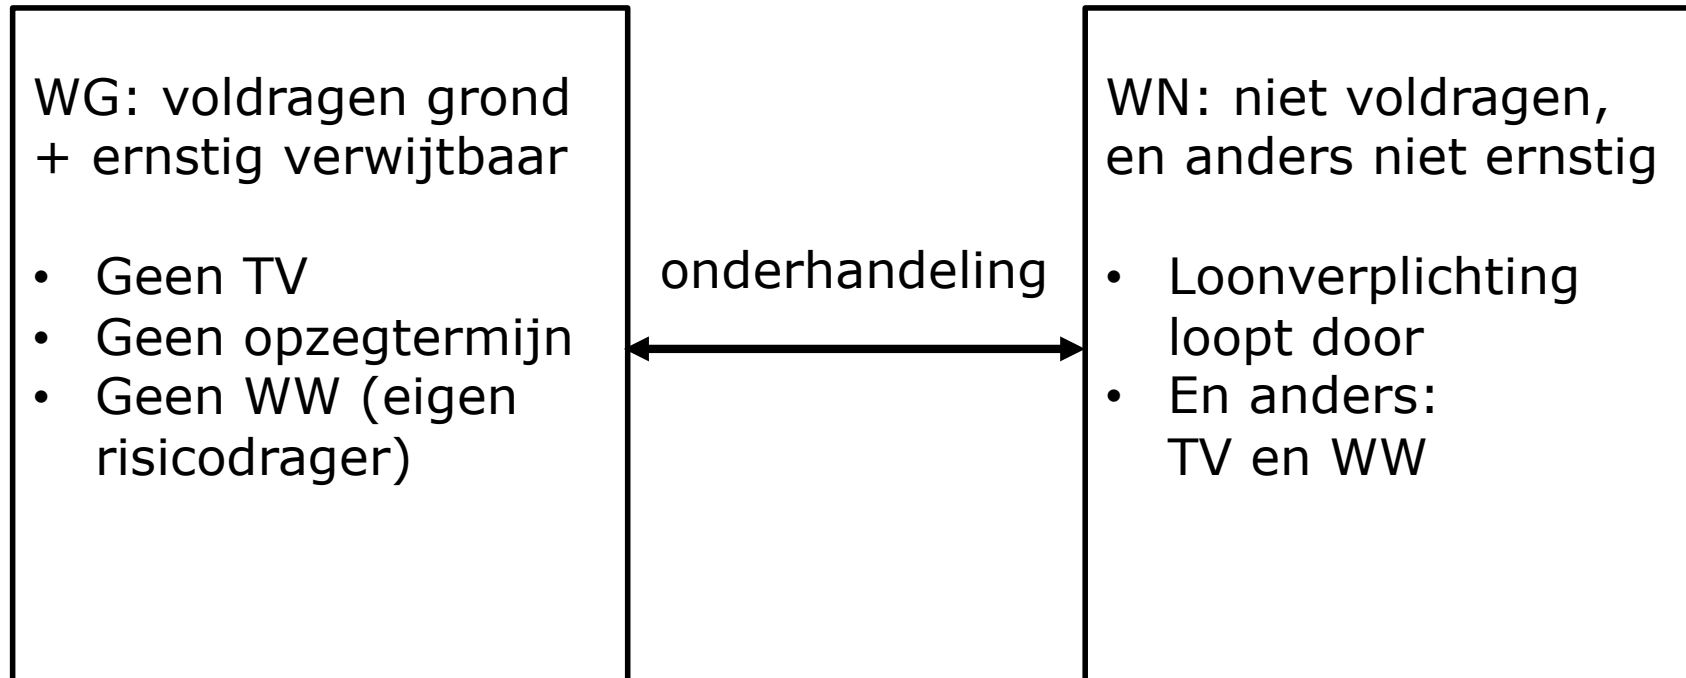 WG: voldragen grond
+ ernstig verwijtbaar
• Geen TV
• Geen opzegtermijn
• Geen WW (eigen
risicodrager)
onderhandeling
WN: niet voldragen,
en anders niet ernstig
• Loonverplichting
loopt door
• En anders:
TV en WW